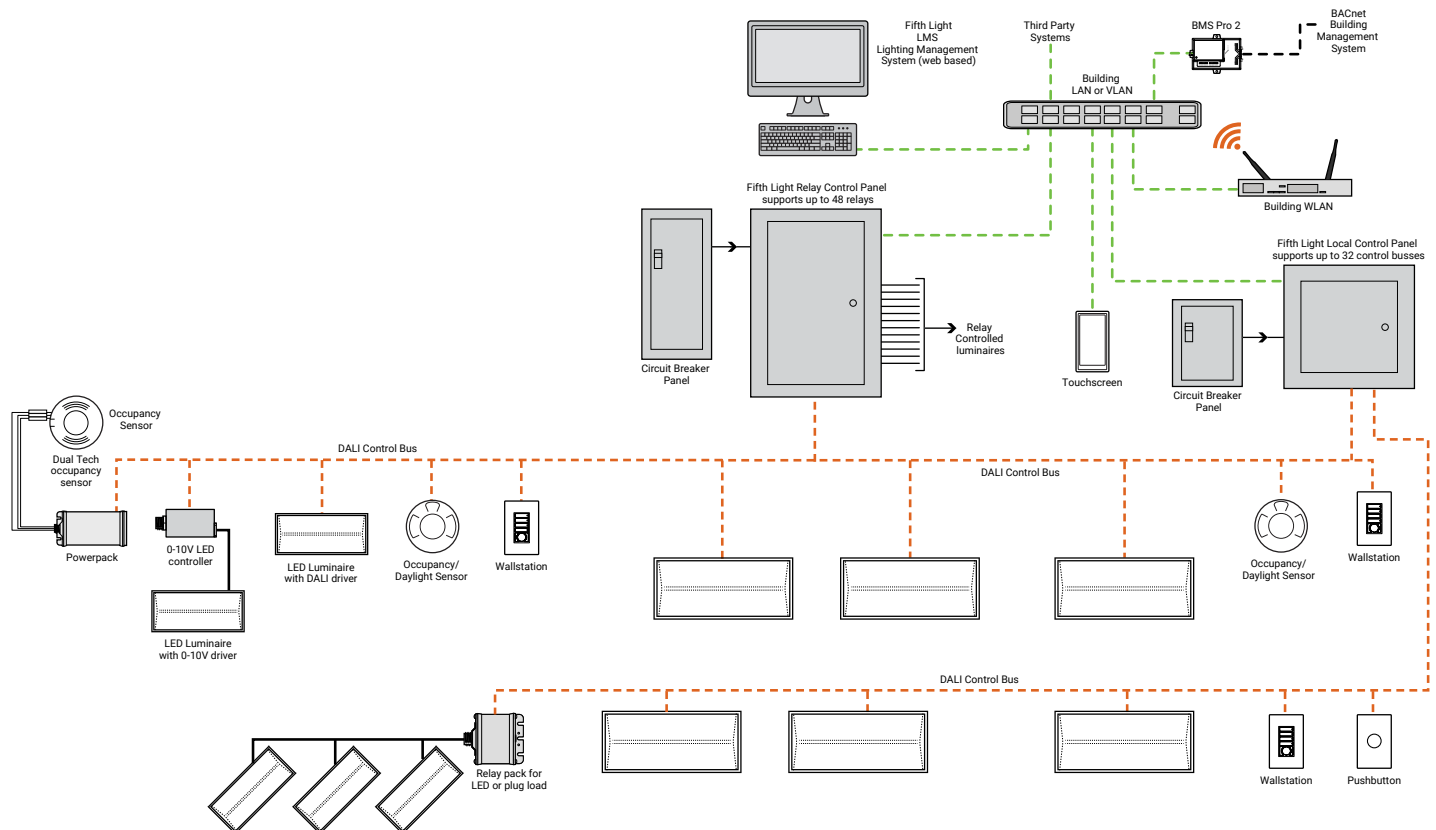 Fifth Light
LMS
Lighting Management
System (web based)
Third Party
Systems
BMS Pro 2
BACnet
Building
Management
System
Building
LAN or VLAN
Building WLAN
Fifth Light Relay Control Panel
supports up to 48 relays
Fifth Light Local Control Panel
supports up to 32 control busses
Relay
Controlled
luminaires
Circuit Breaker
Panel
Touchscreen
Circuit Breaker
Panel
Occupancy
Sensor
Dual Tech
occupancy
sensor
DALI Control Bus
DALI Control Bus
Powerpack
0-10V LED
controller
LED Luminaire
with DALI driver
Occupancy/
Daylight Sensor
Wallstation
Occupancy/
Daylight Sensor
Wallstation
LED Luminaire
with 0-10V driver
DALI Control Bus
Relay pack for
LED or plug load
Wallstation
Pushbutton